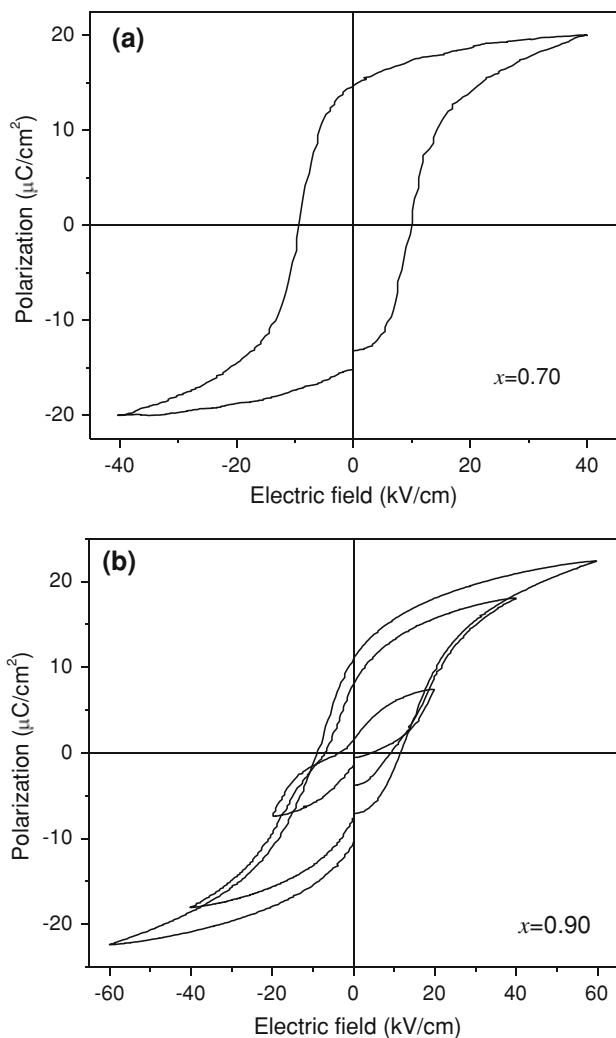 (a)
20
10
0
-10
-20
Polarization (μC/cm²)
x=0.70
-40 -20 0 20 40
Electric field (kV/cm)
(b)
20
10
0
-10
-20
Polarization (μC/cm²)
x=0.90
-60 -40 -20 0 20 40 60
Electric field (kV/cm)